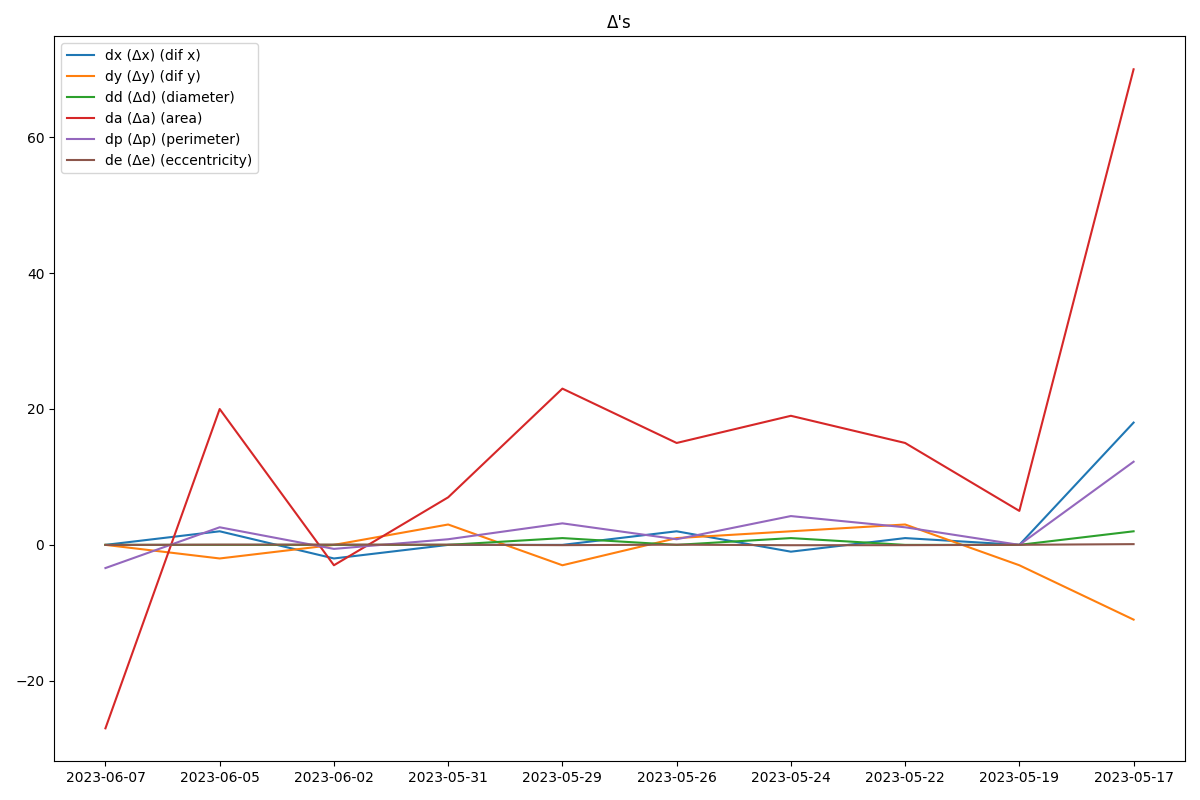 Δ's
dx (Δx) (dif x)
dy (Δy) (dif y)
dd (Δd) (diameter)
da (Δa) (area)
dp (Δp) (perimeter)
de (Δe) (eccentricity)
60
40
20
0
−20
2023-06-07 2023-06-05 2023-06-02 2023-05-31 2023-05-29 2023-05-26 2023-05-24 2023-05-22 2023-05-19 2023-05-17